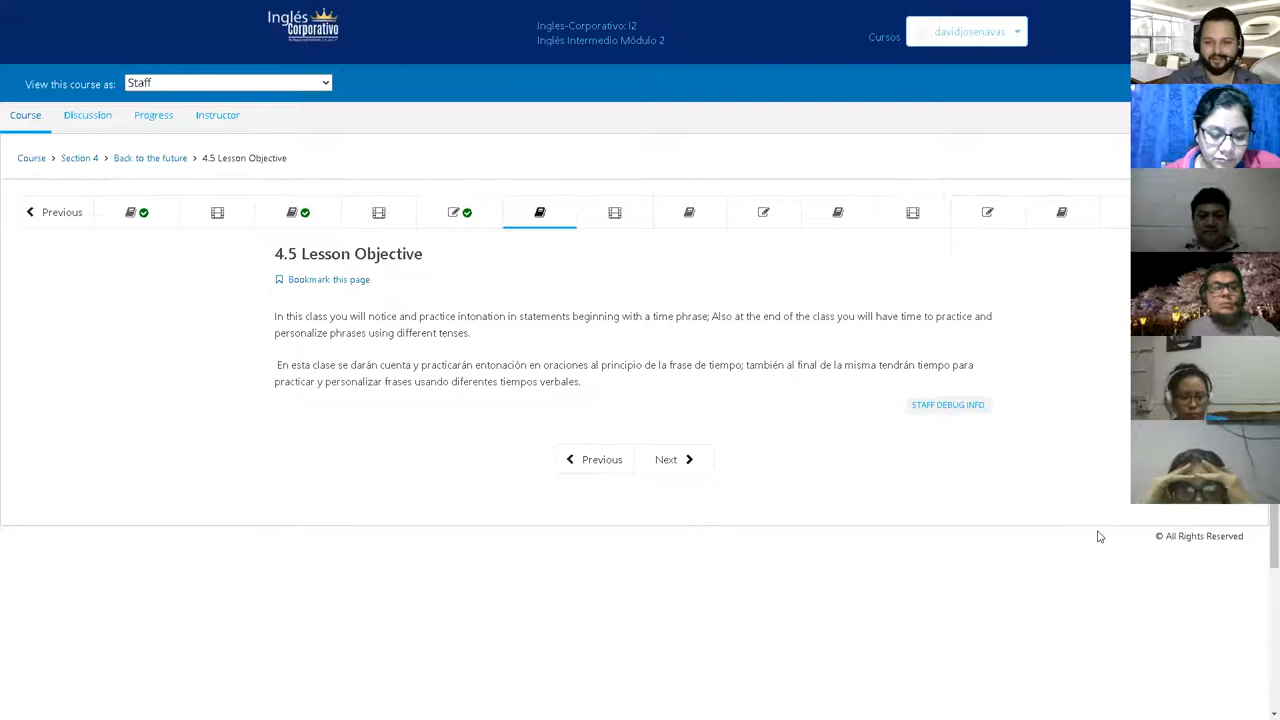 Inglés
Corporativo
Ingles-Corporativo: I2
Inglés Intermedio Módulo 2
Cursos
davidjosenavas
View this course as:
Staff
Course
Discussion
Progress
Instructor
Course > Section 4 > Back to the future > 4.5 Lesson Objective
Previous
4.5 Lesson Objective
Bookmark this page
In this class you will notice and practice intonation in statements beginning with a time phrase; Also at the end of the class you will have time to practice and
personalize phrases using different tenses.
En esta clase se darán cuenta y practicarán entonación en oraciones al principio de la frase de tiempo; también al final de la misma tendrán tiempo para
practicar y personalizar frases usando diferentes tiempos verbales.
STAFF DEBUG INFO
Previous
Next
© All Rights Reserved